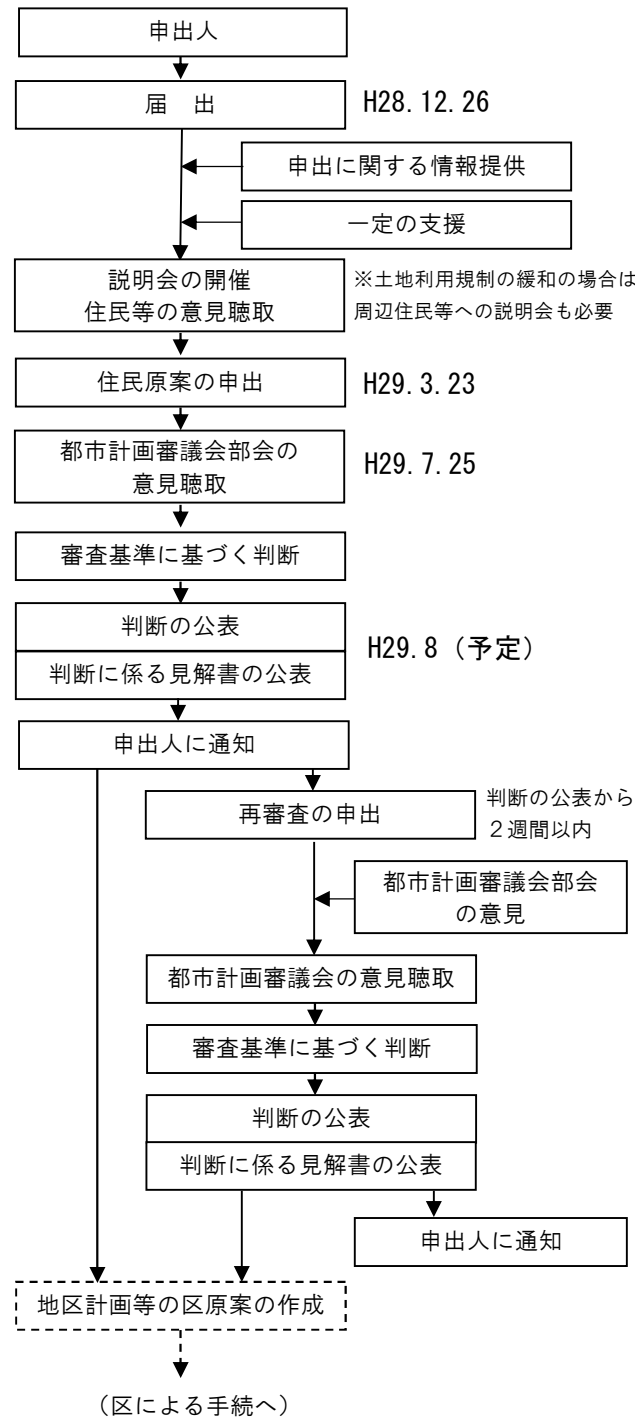 申出人
届　出
H28.12.26
申出に関する情報提供
一定の支援
説明会の開催
住民等の意見聴取
※土地利用規制の緩和の場合は
周辺住民等への説明会も必要
住民原案の申出
H29.3.23
都市計画審議会部会の
意見聴取
H29.7.25
審査基準に基づく判断
判断の公表
判断に係る見解書の公表
H29.8（予定）
申出人に通知
再審査の申出
判断の公表から
２週間以内
都市計画審議会部会
の意見
都市計画審議会の意見聴取
審査基準に基づく判断
判断の公表
判断に係る見解書の公表
申出人に通知
地区計画等の区原案の作成
（区による手続へ）